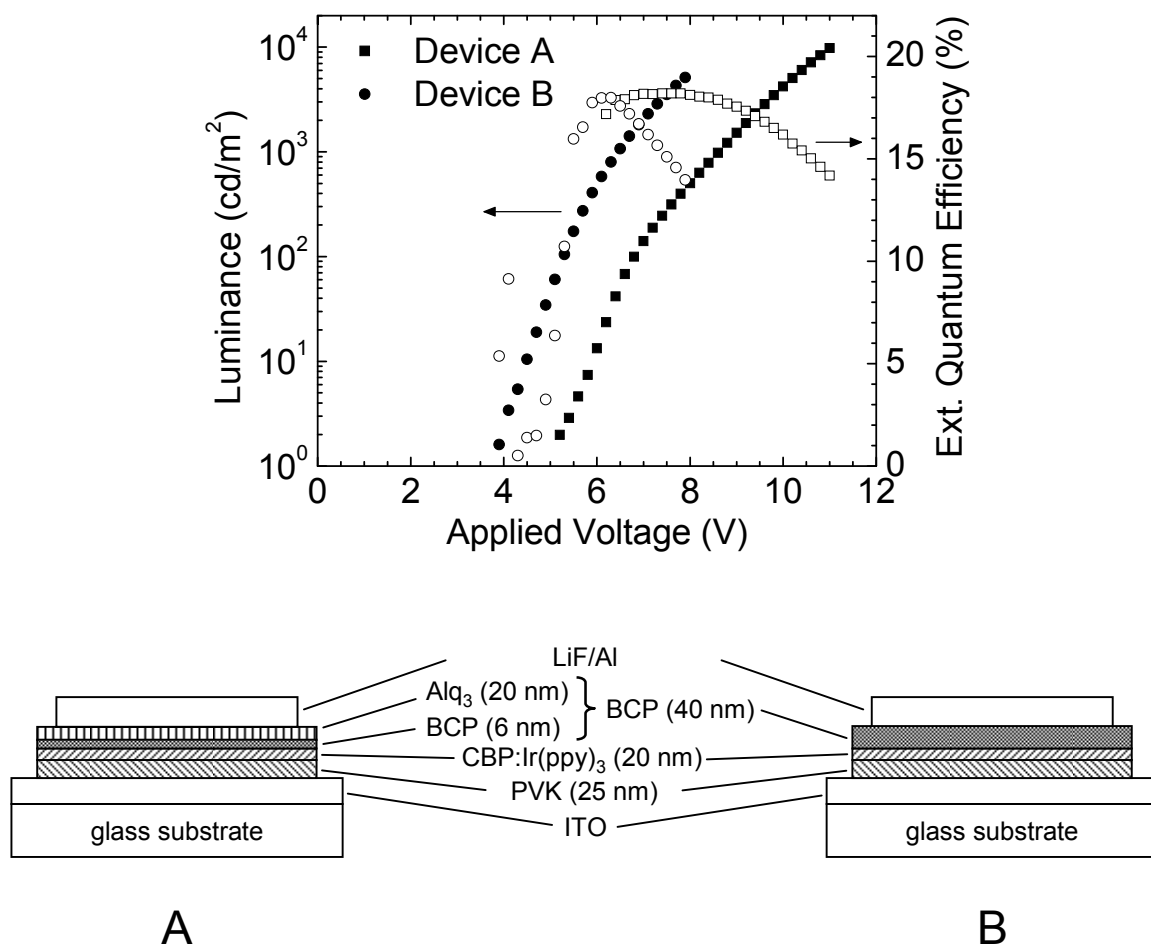 Device A
Device B
Luminance (cd/m²)
10⁴
10³
10²
10¹
10⁰
0 2 4 6 8 10 12
Applied Voltage (V)
20
15
10
5
0
Ext. Quantum Efficiency (%)
LiF/Al
Alq₃ (20 nm)
BCP (6 nm)
BCP (40 nm)
CBP:Ir(ppy)₃ (20 nm)
PVK (25 nm)
ITO
glass substrate
glass substrate
A
B